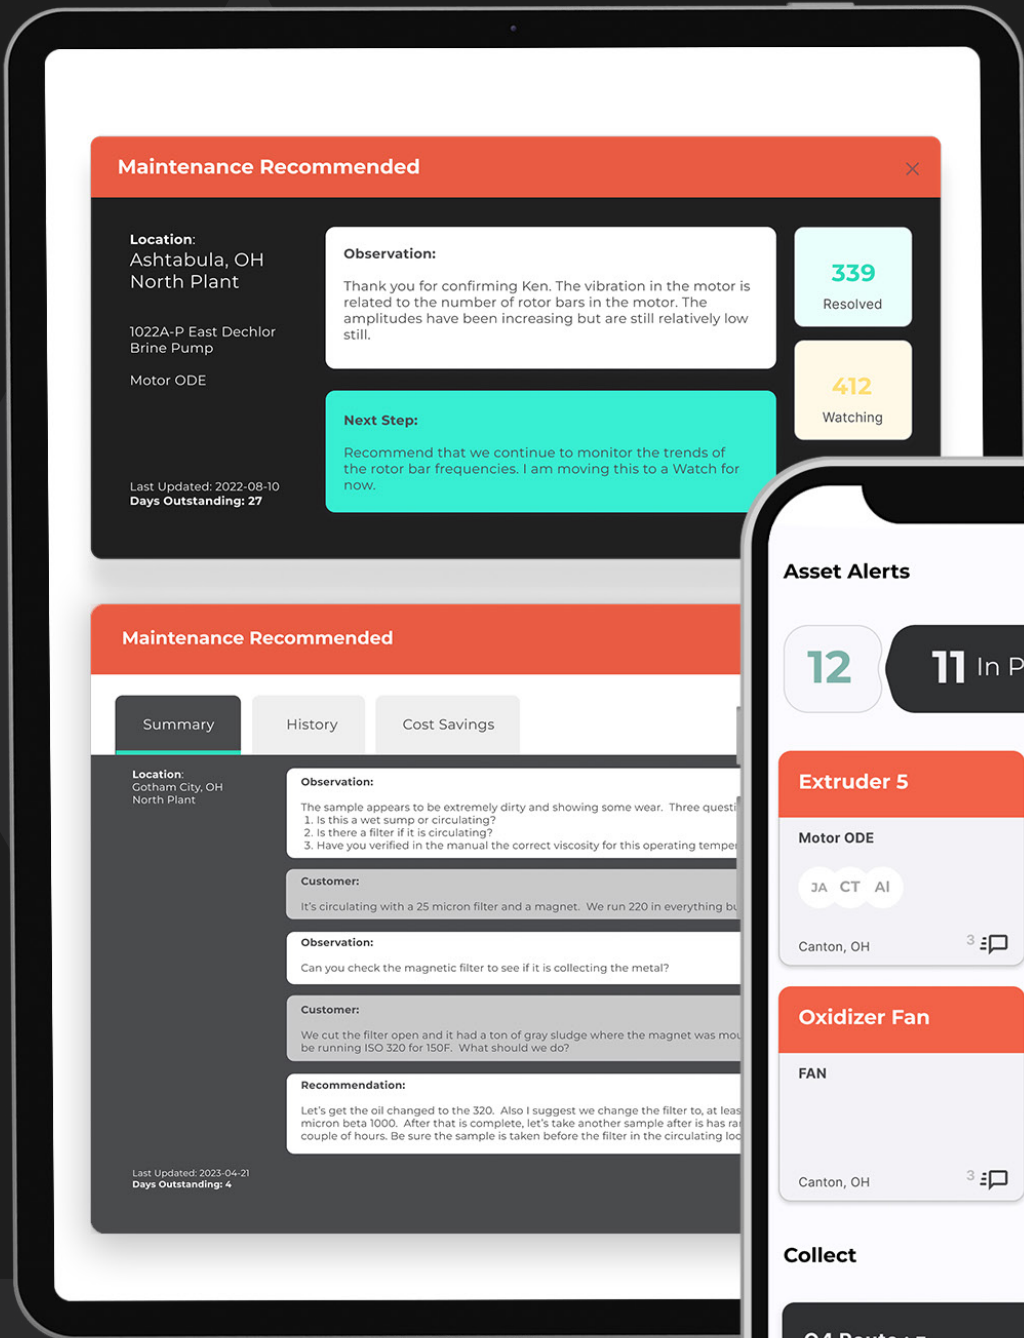 Maintenance Recommended
Location:
Ashtabula, OH
North Plant
1022A-P East Dechlor
Brine Pump
Motor ODE
Last Updated: 2022-08-10
Days Outstanding: 27
Observation:
Thank you for confirming Ken. The vibration in the motor is
related to the number of rotor bars in the motor. The
amplitudes have been increasing but are still relatively low
still.
Next Step:
Recommend that we continue to monitor the trends of
the rotor bar frequencies. I am moving this to a Watch for
now.
339
Resolved
412
Watching
Maintenance Recommended
Summary
History
Cost Savings
Location:
Gotham City, OH
North Plant
Observation:
The sample appears to be extremely dirty and showing some wear.  Three
1. Is this a wet sump or circulating?
2. Is there a filter if it is circulating?
3. Have you verified in the manual the correct viscosity for this operating
Customer:
It's circulating with a 25 micron filter and a magnet.  We run 220 in everything
Observation:
Can you check the magnetic filter to see if it is collecting the metal?
Customer:
We cut the filter open and it had a ton of gray sludge where the magnet was
be running ISO 320 for 150F.  What should we do?
Recommendation:
Let's get the oil changed to the 320.  Also I suggest we change the filter to, at
micron beta 1000.  After that is complete, let's take another sample after is has
couple of hours. Be sure the sample is taken before the filter in the circulating
Last Updated: 2023-04-21
Days Outstanding: 4
Asset Alerts
12
11 In
Extruder 5
Motor ODE
JA CT AI
Canton, OH
3
Oxidizer Fan
FAN
Canton, OH
3
Collect